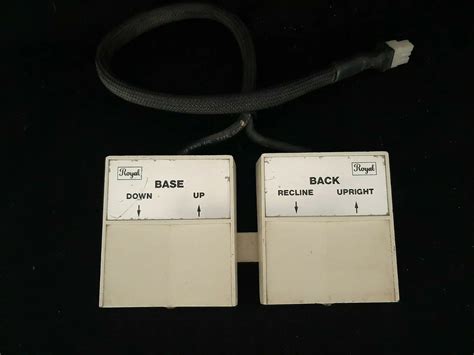 Royal
BASE
DOWN UP
BACK
Royal
RECLINE UPRIGHT